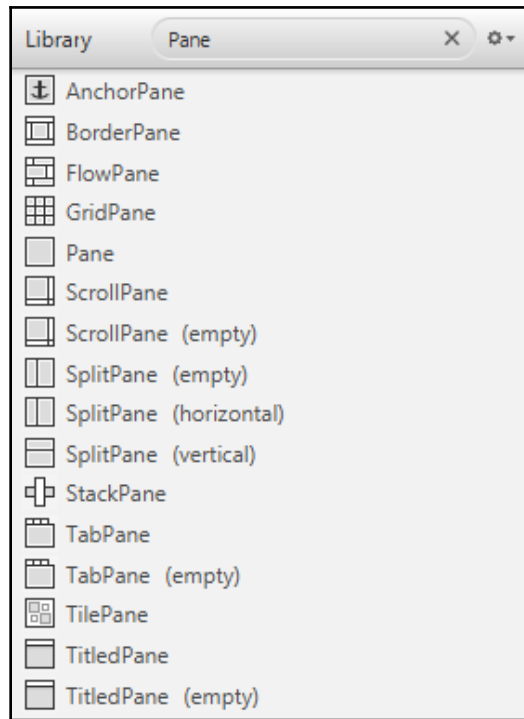 Library Pane
AnchorPane
BorderPane
FlowPane
GridPane
Pane
ScrollPane
ScrollPane (empty)
SplitPane (empty)
SplitPane (horizontal)
SplitPane (vertical)
StackPane
TabPane
TabPane (empty)
TilePane
TitledPane
TitledPane (empty)